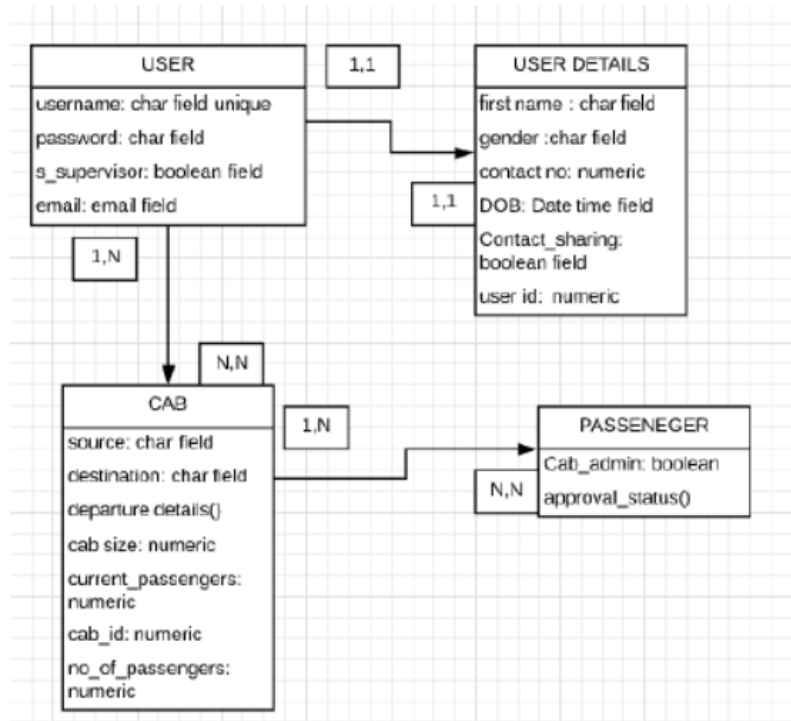 USER
1,1
USER DETAILS
username: char field unique
password: char field
s_supervisor: boolean field
email: email field
first name : char field
gender :char field
contact no: numeric
1,1
DOB: Date time field
Contact_sharing:
boolean field
user id: numeric
1,N
N,N
CAB
source: char field
destination: char field
departure details()
cab size: numeric
current_passengers:
numeric
cab_id: numeric
no_of_passengers:
numeric
1,N
PASSENEGER
Cab_admin: boolean
approval_status()
N,N